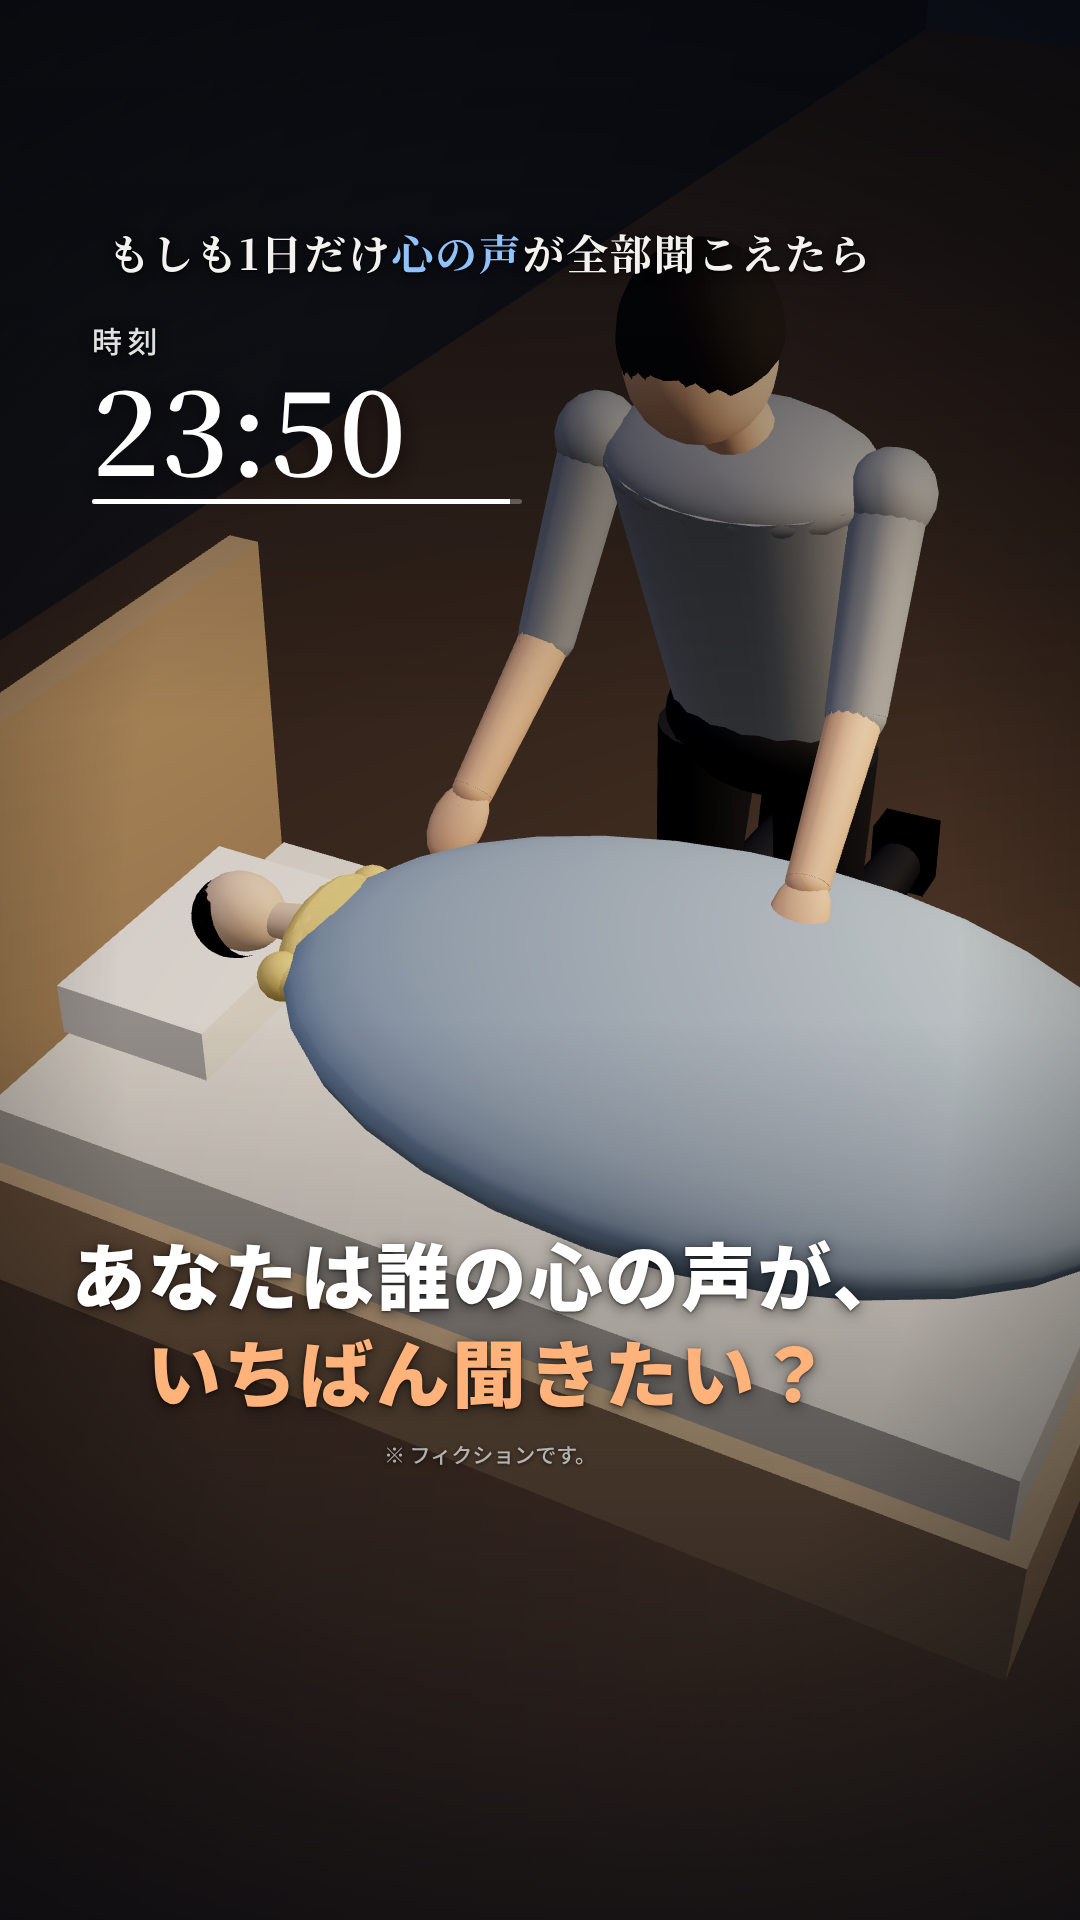 もしも1日だけ心の声が全部聞こえたら
時刻
23:50
あなたは誰の心の声が、
いちばん聞きたい？
※ フィクションです。